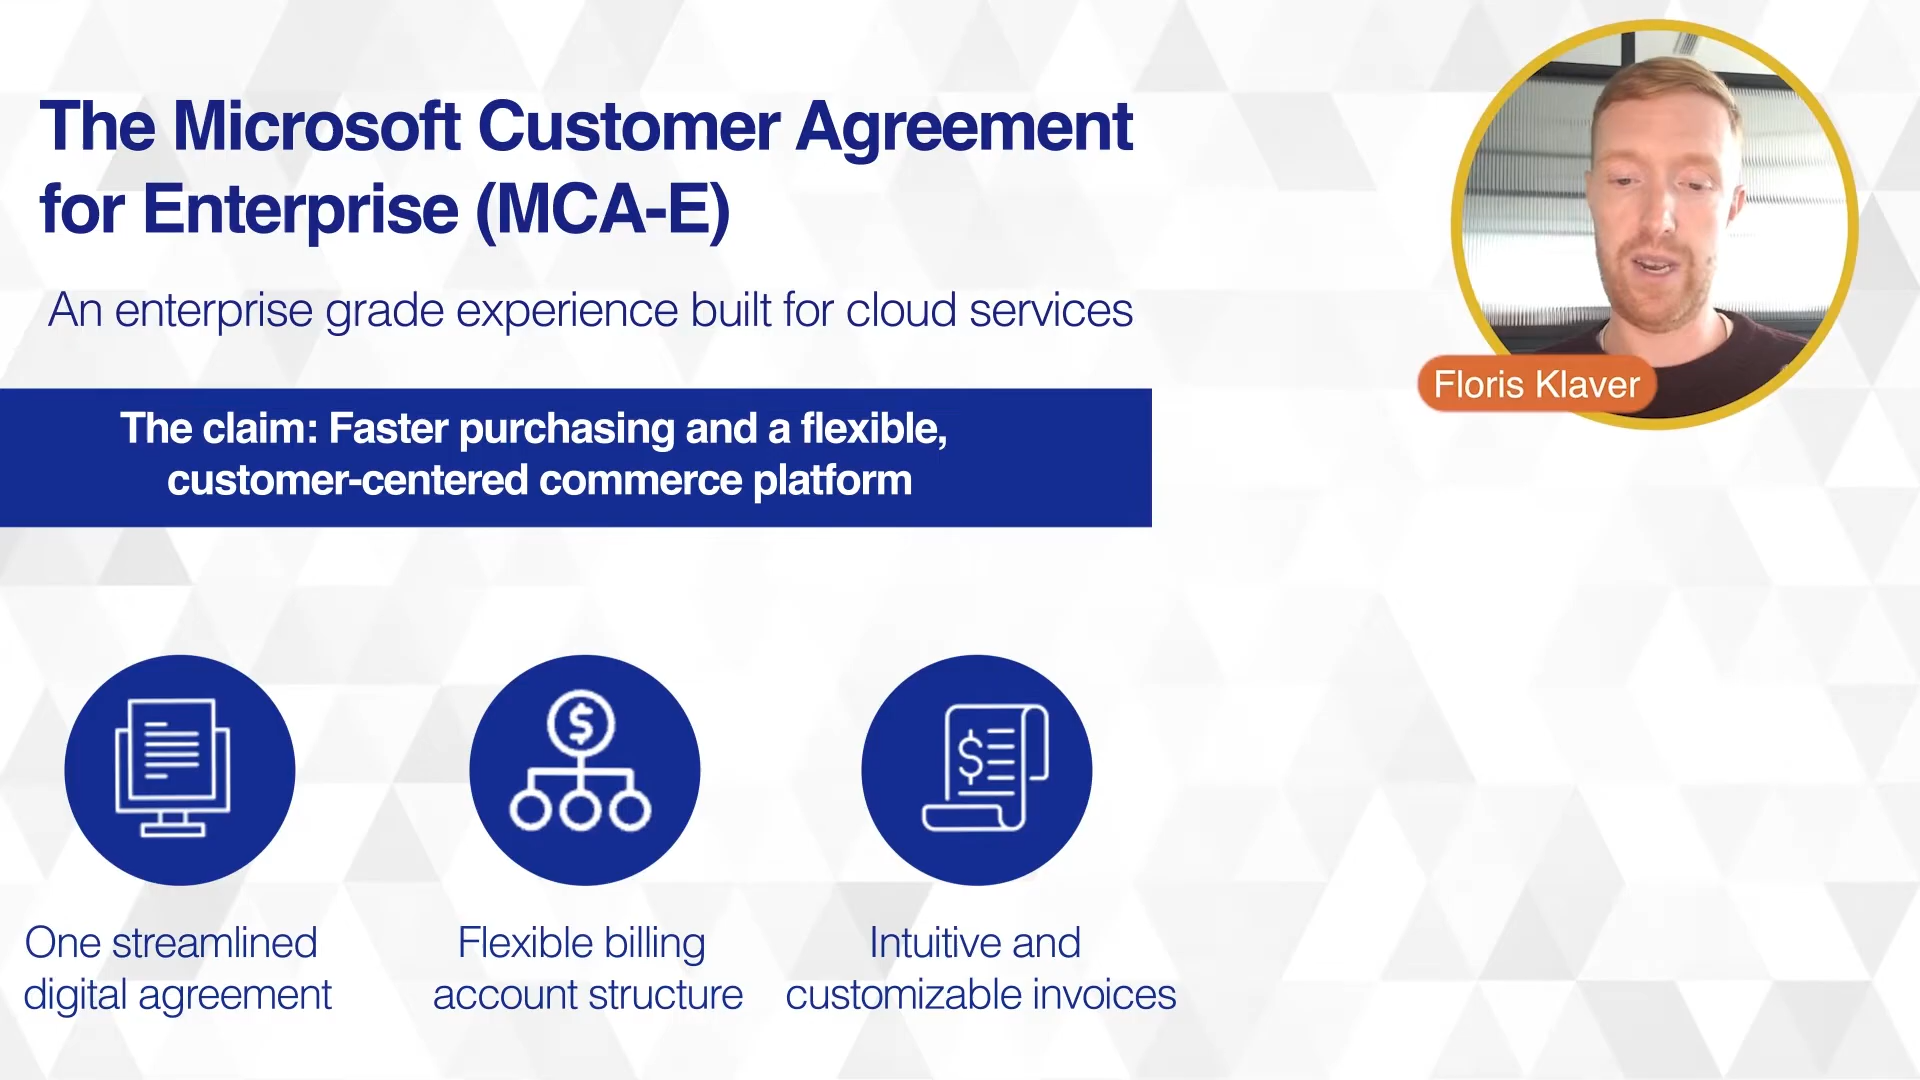 The Microsoft Customer Agreement
for Enterprise (MCA-E)
An enterprise grade experience built for cloud services
The claim: Faster purchasing and a flexible,
customer-centered commerce platform
Floris Klaver
$
$
One streamlined
digital agreement
Flexible billing
account structure
Intuitive and
customizable invoices